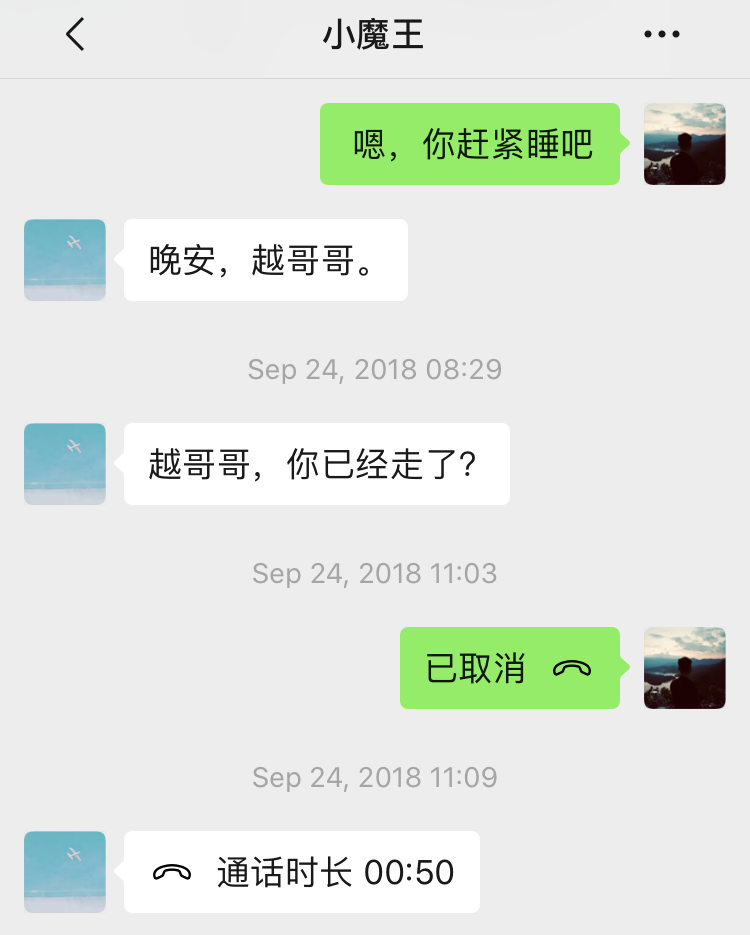 小魔王
嗯，你赶紧睡吧
晚安，越哥哥。
Sep 24, 2018 08:29
越哥哥，你已经走了？
Sep 24, 2018 11:03
已取消
Sep 24, 2018 11:09
通话时长 00:50